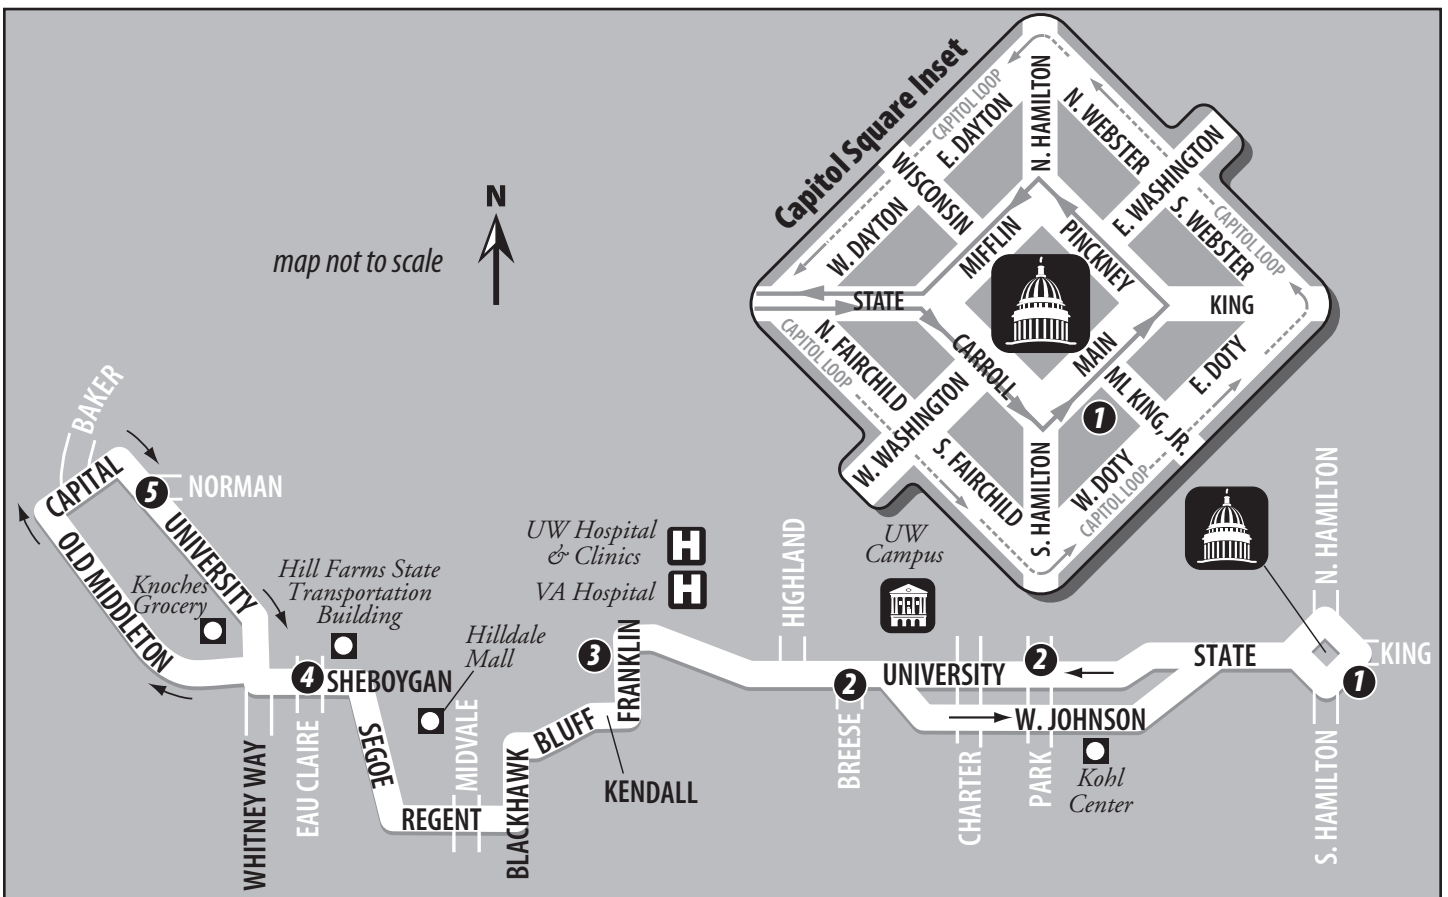 Capitol Square Inset
N
map not to scale
CAPITOL LOOP
E. DAYTON
N. HAMILTON
N. WEBSTER
WISCONSIN
E. WASHINGTON
W. DAYTON
MIFFLIN
PINCKNEY
S. WEBSTER
CAPITOL LOOP
STATE
KING
CAPITOL LOOP
N. FAIRCHILD
CARROLL
MAIN
E. DOTY
ML KING, JR.
1
W. WASHINGTON
S. FAIRCHILD
S. HAMILTON
W. DOTY
CAPITOL LOOP
BAKER
CAPITAL
5
NORMAN
UNIVERSITY
OLD MIDDLETON
Knoches
Grocery
Hill Farms State
Transportation
Building
UW Hospital
& Clinics
H
VA Hospital
H
HIGHLAND
UW
Campus
N. HAMILTON
Hilldale
Mall
3
FRANKLIN
4
SHEBOYGAN
2
UNIVERSITY
2
STATE
KING
1
WHITNEY WAY
EAU CLAIRE
SEGOE
MIDVALE
REGENT
BLACKHAWK
BLUFF
KENDALL
BREESE
CHARTER
W. JOHNSON
PARK
Kohl
Center
S. HAMILTON